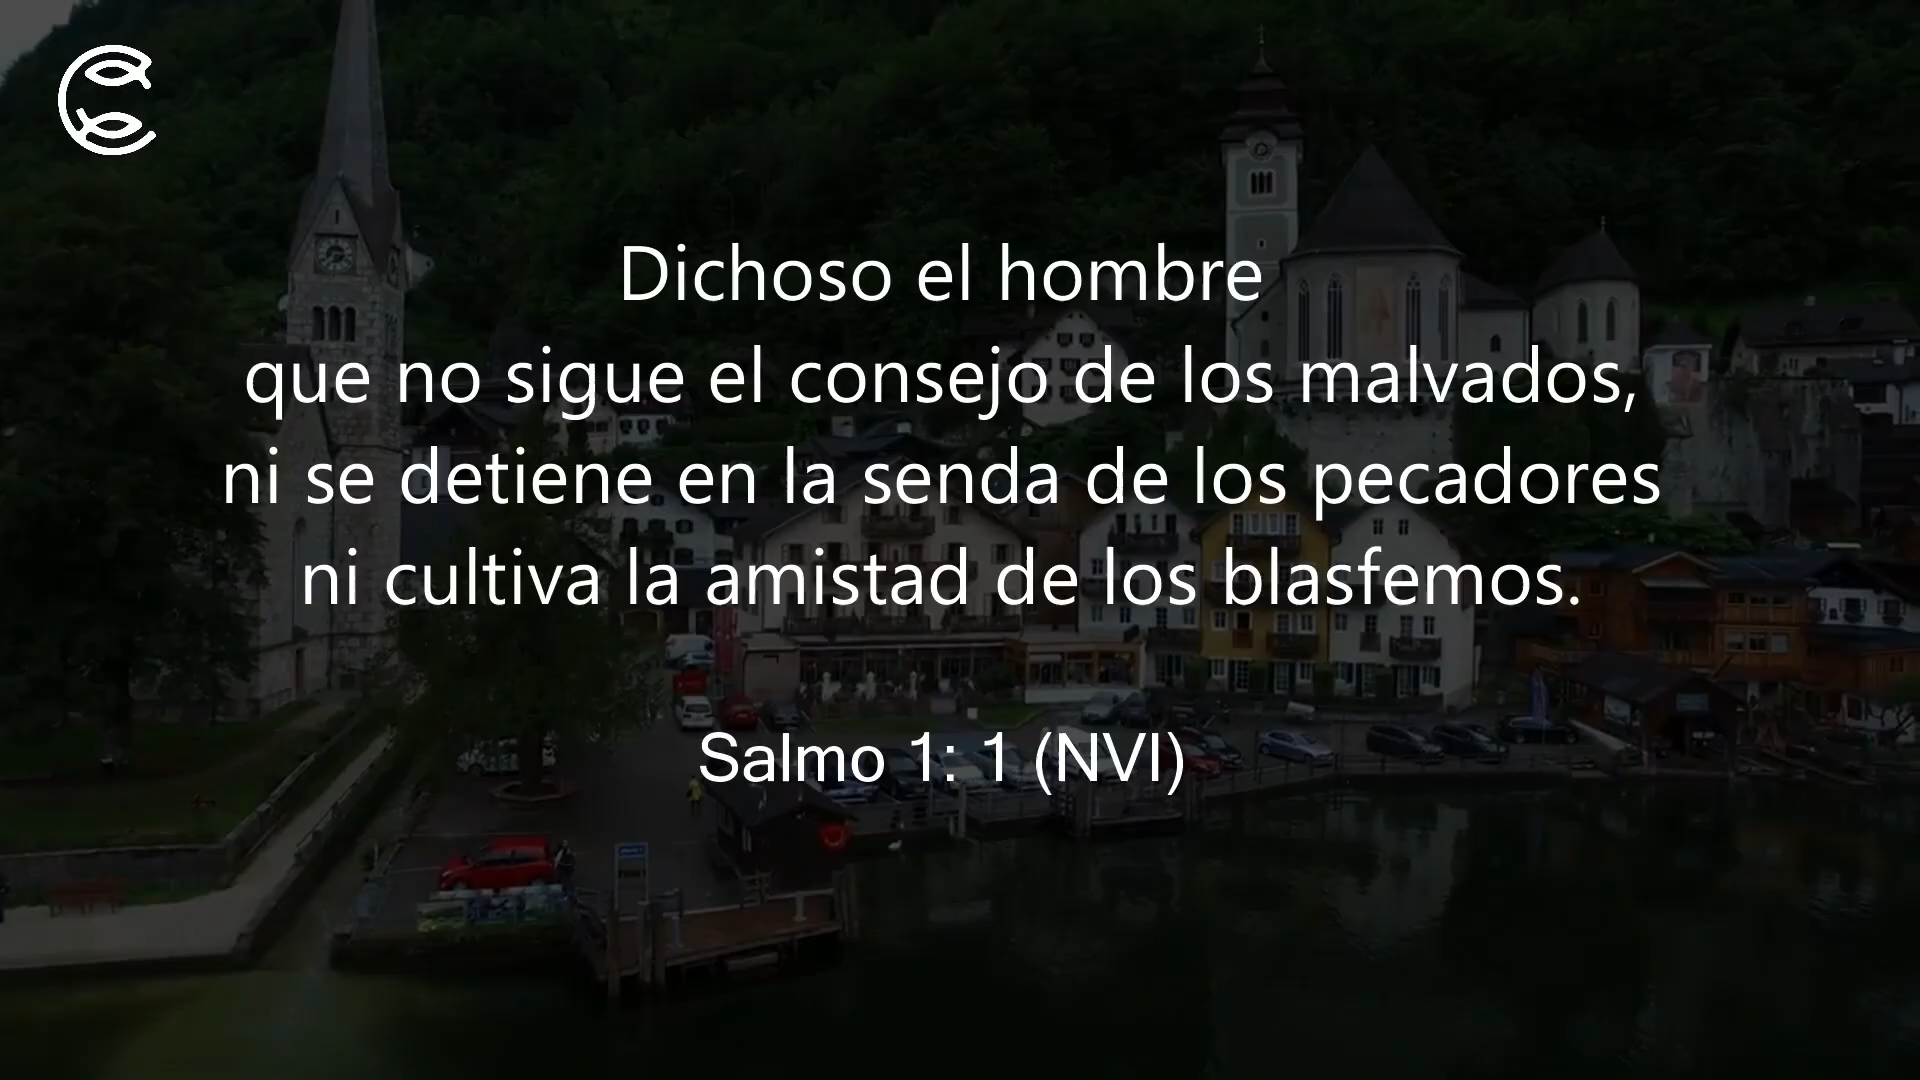 Dichoso el hombre
que no sigue el consejo de los malvados,
ni se detiene en la senda de los pecadores
ni cultiva la amistad de los blasfemos.
Salmo 1: 1 (NVI)